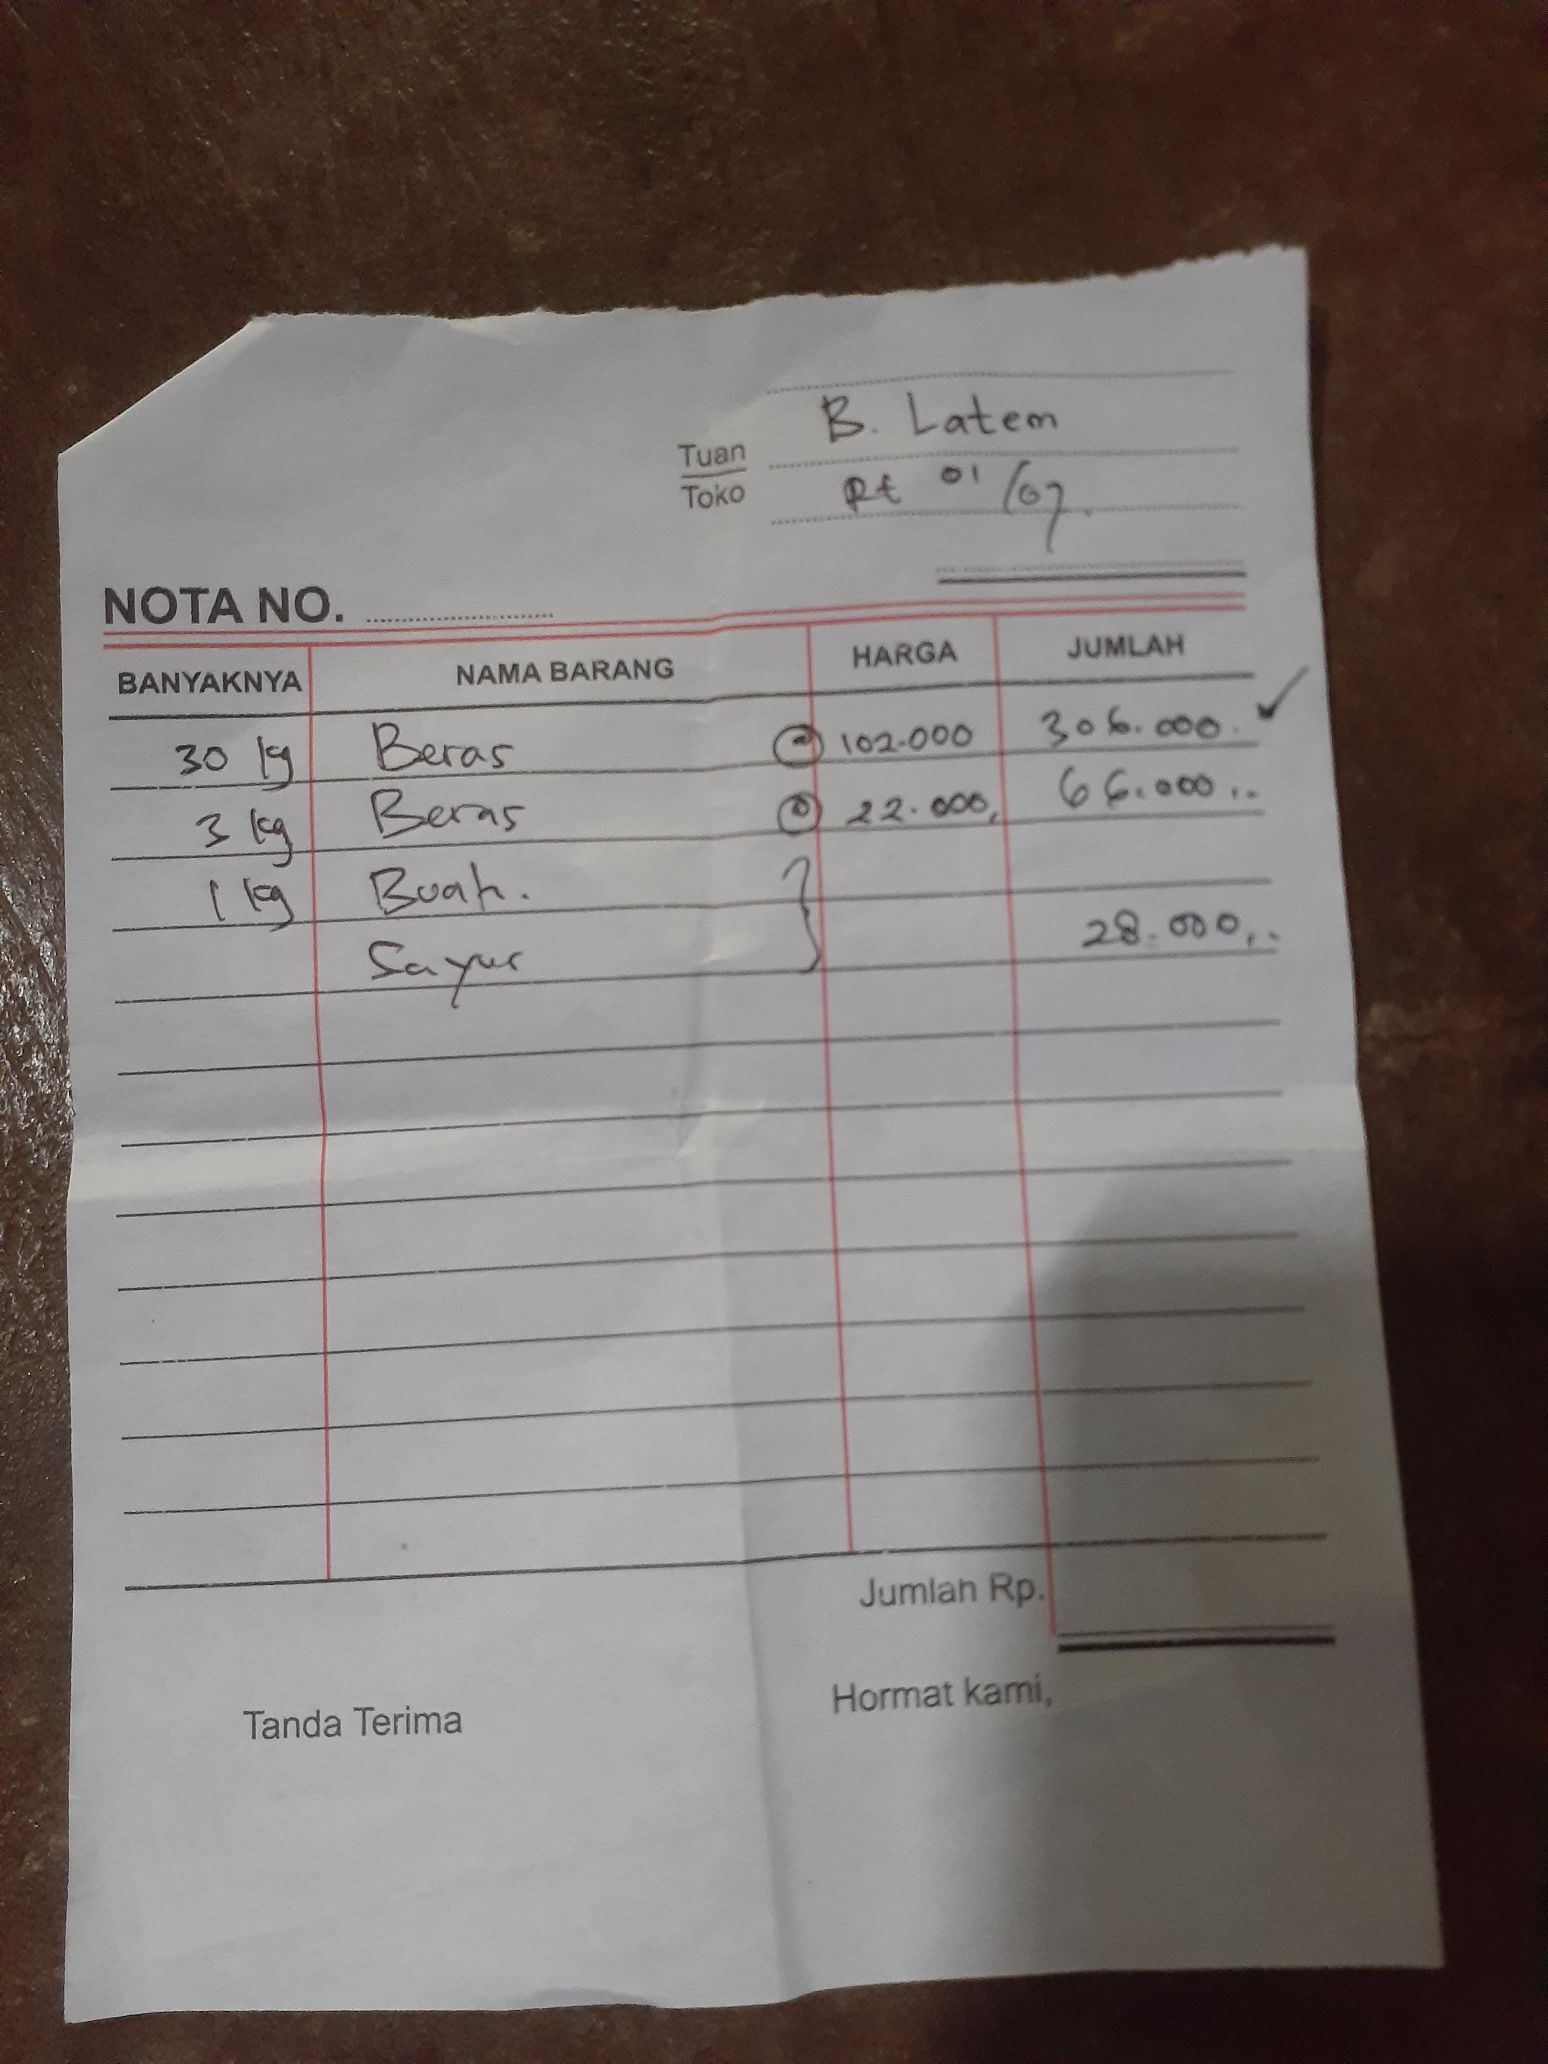 B. Latem
Tuan
Toko
Rt 01/07.
NOTA NO. ....................
BANYAKNYA NAMA BARANG HARGA JUMLAH
30 kg Beras @ 102.000 306.000.
3 kg Beras @ 22.000, 66.000,.
1 kg Buah.
Sayur 28.000,.
Jumlah Rp.
Tanda Terima
Hormat kami,